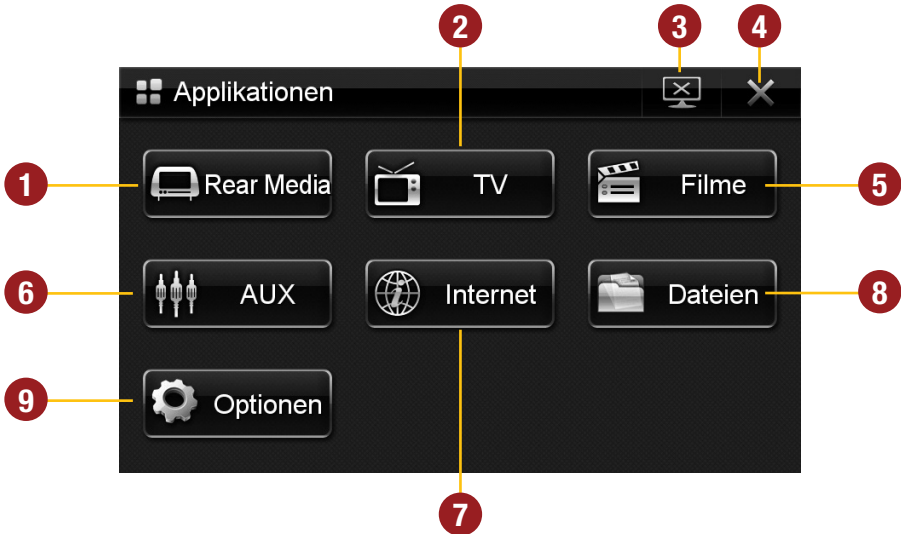 2
3
4
Applikationen
1
Rear Media
TV
Filme
5
6
AUX
Internet
Dateien
8
9
Optionen
7